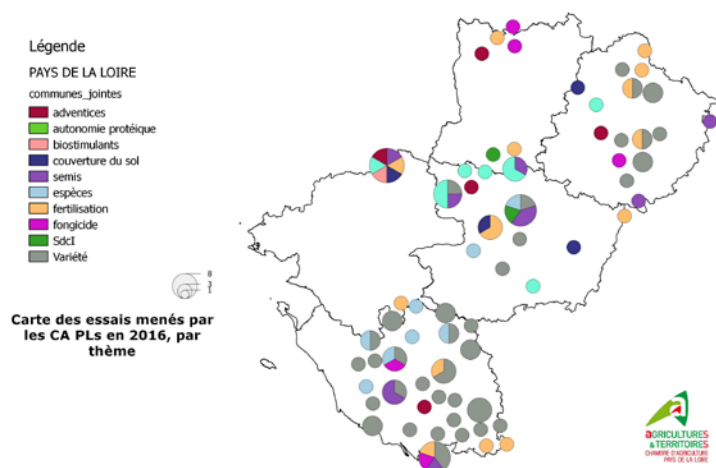 Légende
PAYS DE LA LOIRE
communes_jointes
adventices
autonomie protéique
biostimulants
couverture du sol
semis
espèces
fertilisation
fongicide
SdcI
Variété
8
3
1
Carte des essais menés par
les CA PLs en 2016, par
thème
aGRICULTURES
& TERRITOIRES
CHAMBRE D'AGRICULTURE
PAYS DE LA LOIRE